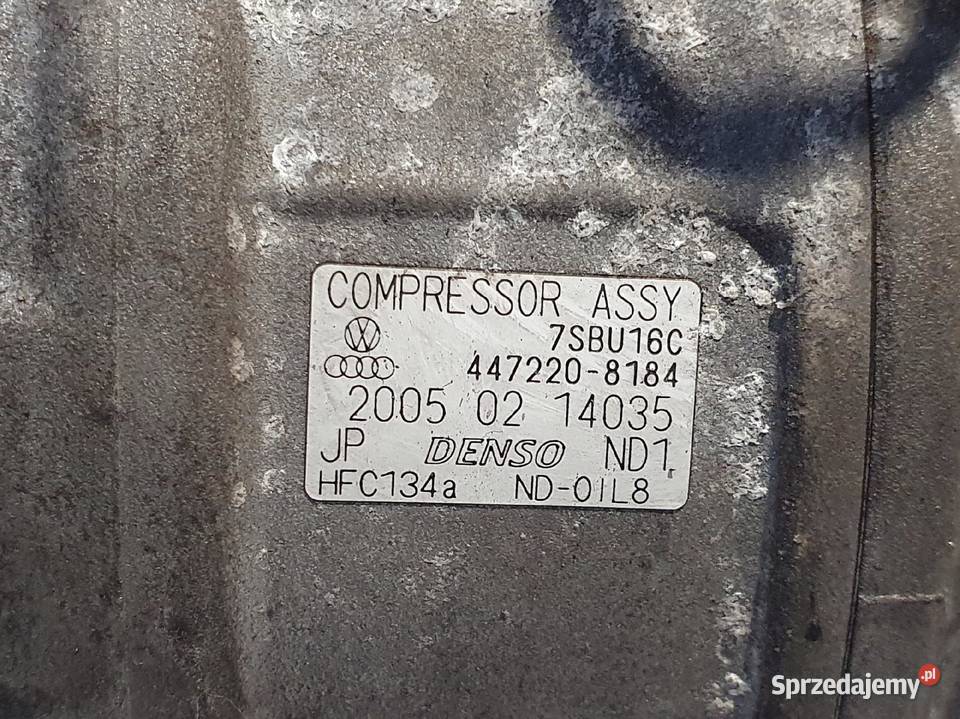 COMPRESSOR ASSY
7SBU16C
447220-8184
2005 02 14035
JP DENSO ND1
HFC134a ND-OIL8
Sprzedajemy.pl